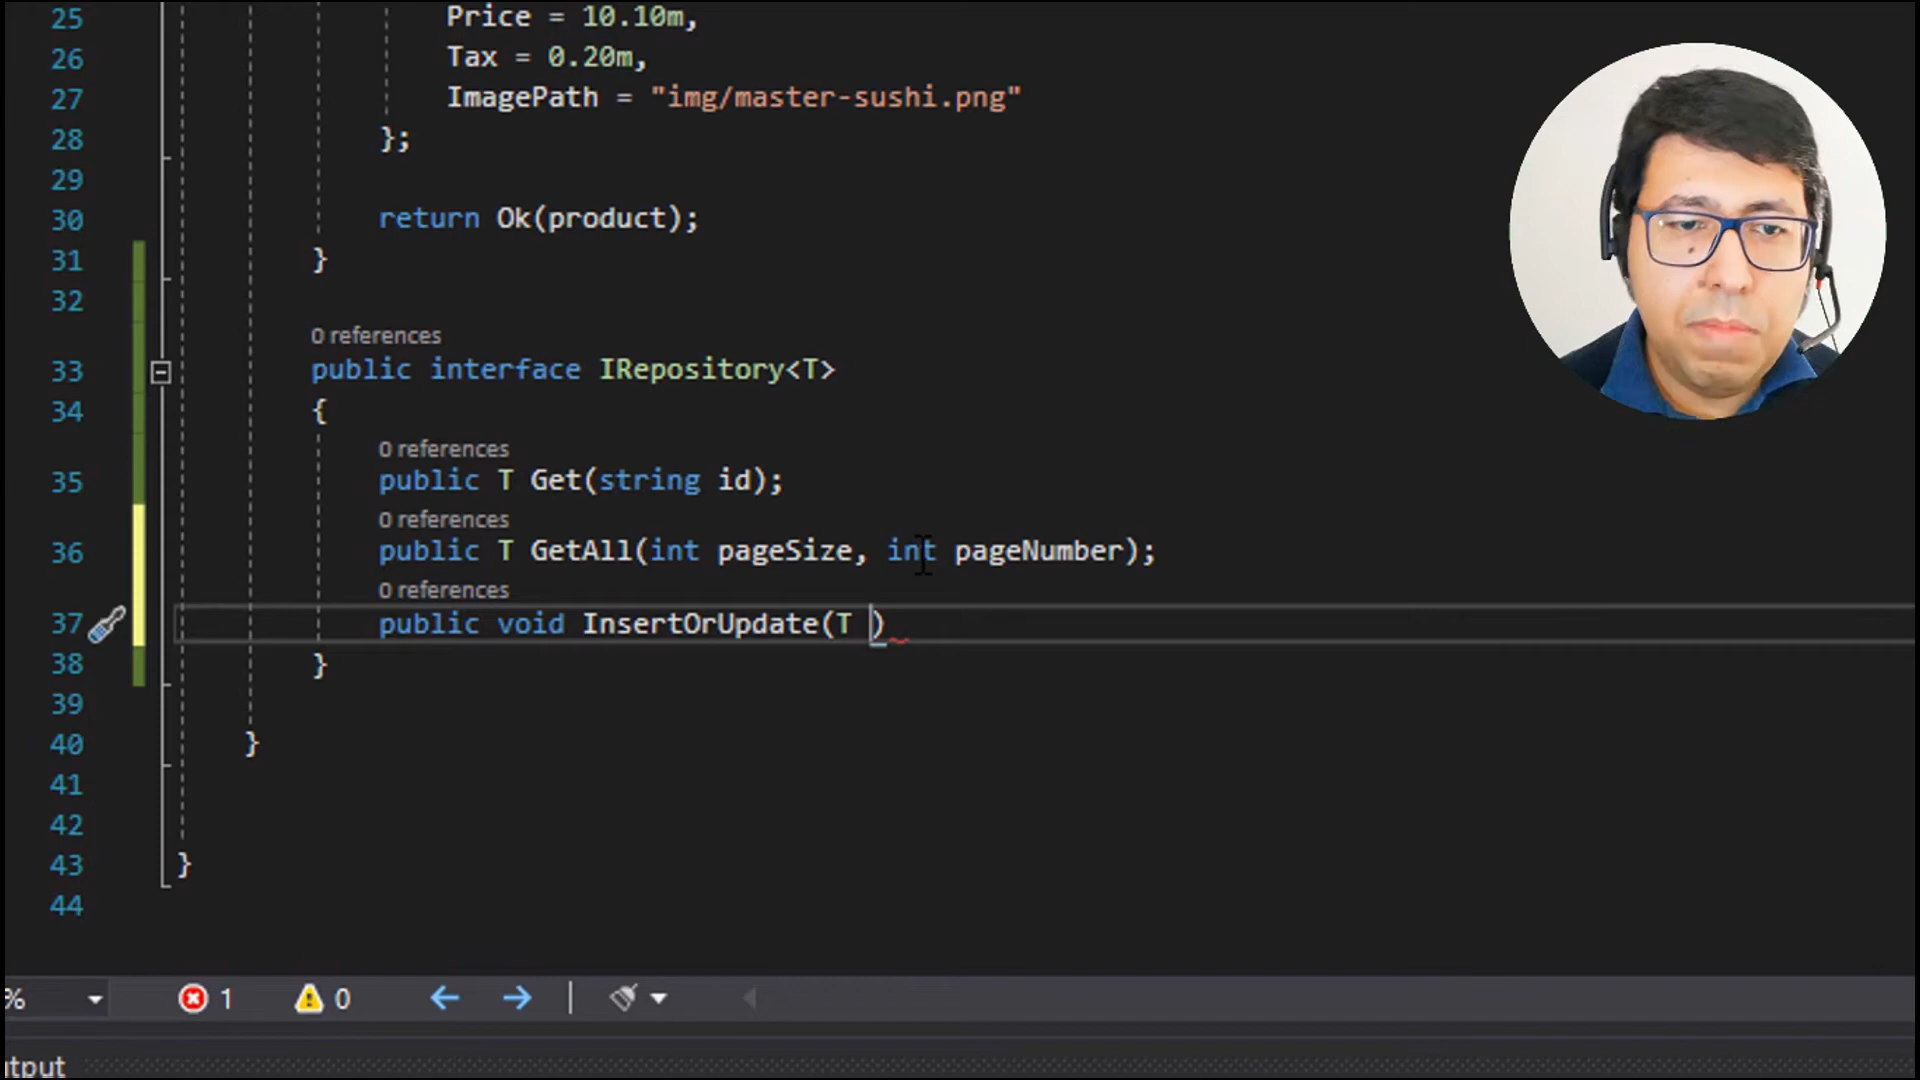 25 Price = 10.10m,
26 Tax = 0.20m,
27 ImagePath = "img/master-sushi.png"
28 };
29
30 return Ok(product);
31 }
32
0 references
33 public interface IRepository<T>
34 {
0 references
35 public T Get(string id);
0 references
36 public T GetAll(int pageSize, int pageNumber);
0 references
37 public void InsertOrUpdate(T )
38 }
39
40 }
41
42
43 }
44
% 1 0
tput